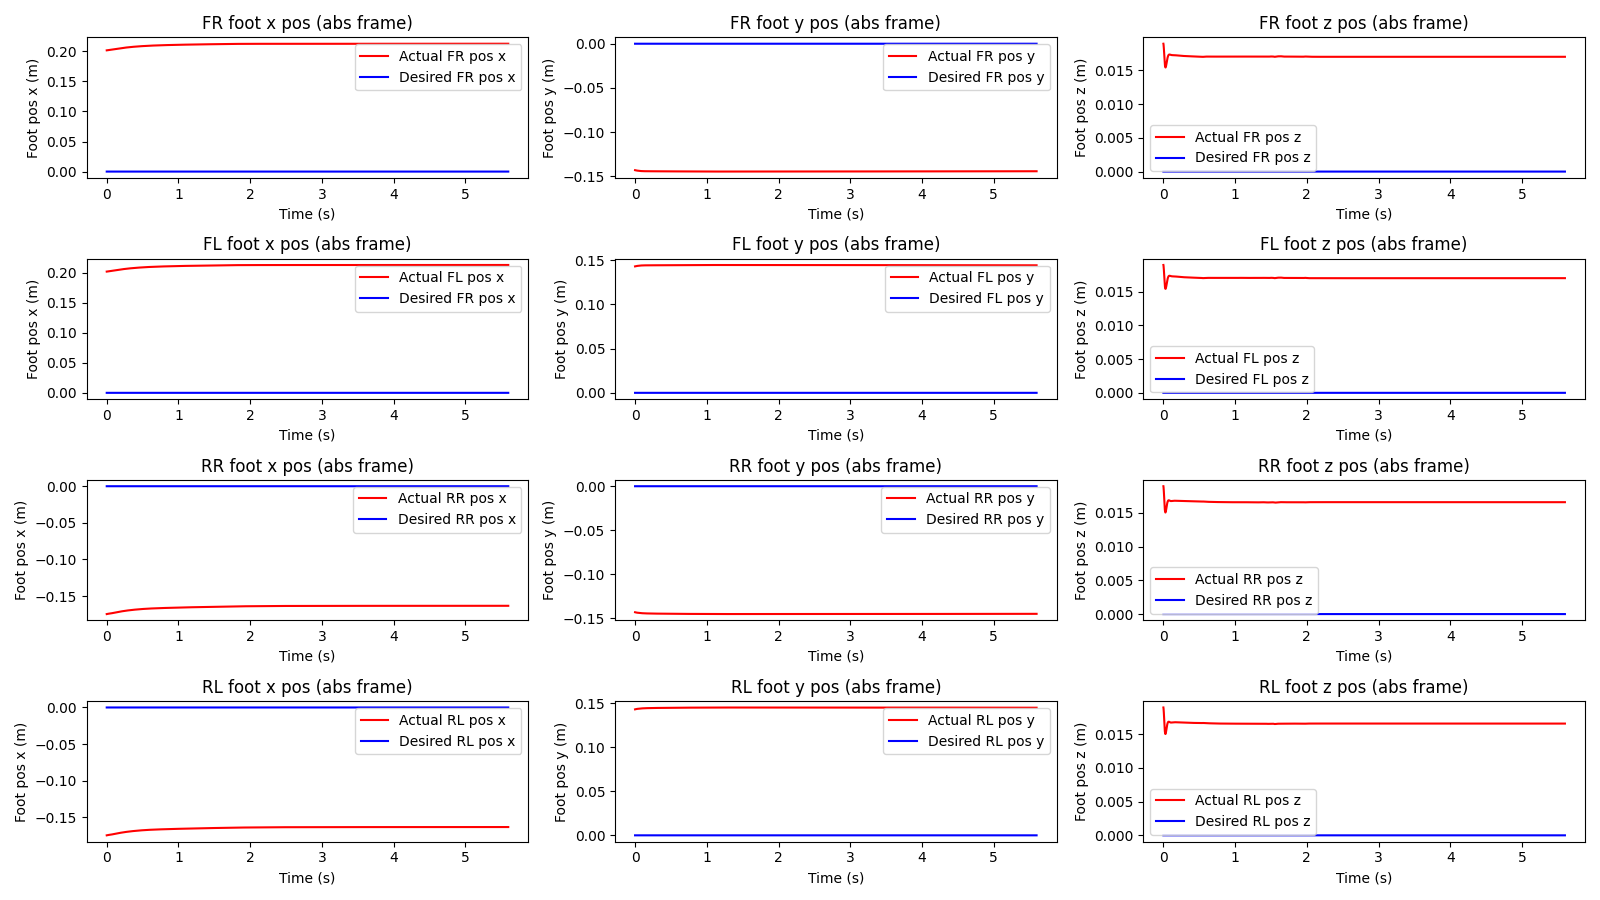 FR foot x pos (abs frame)
Foot pos x (m)
0.20
0.15
0.10
0.05
0.00
Actual FR pos x
Desired FR pos x
0 1 2 3 4 5
Time (s)
FR foot y pos (abs frame)
Foot pos y (m)
0.00
−0.05
−0.10
−0.15
Actual FR pos y
Desired FR pos y
0 1 2 3 4 5
Time (s)
FR foot z pos (abs frame)
Foot pos z (m)
0.015
0.010
0.005
0.000
Actual FR pos z
Desired FR pos z
0 1 2 3 4 5
Time (s)
FL foot x pos (abs frame)
Foot pos x (m)
0.20
0.15
0.10
0.05
0.00
Actual FL pos x
Desired FR pos x
0 1 2 3 4 5
Time (s)
FL foot y pos (abs frame)
Foot pos y (m)
0.15
0.10
0.05
0.00
Actual FL pos y
Desired FL pos y
0 1 2 3 4 5
Time (s)
FL foot z pos (abs frame)
Foot pos z (m)
0.015
0.010
0.005
0.000
Actual FL pos z
Desired FL pos z
0 1 2 3 4 5
Time (s)
RR foot x pos (abs frame)
Foot pos x (m)
0.00
−0.05
−0.10
−0.15
Actual RR pos x
Desired RR pos x
0 1 2 3 4 5
Time (s)
RR foot y pos (abs frame)
Foot pos y (m)
0.00
−0.05
−0.10
−0.15
Actual RR pos y
Desired RR pos y
0 1 2 3 4 5
Time (s)
RR foot z pos (abs frame)
Foot pos z (m)
0.015
0.010
0.005
0.000
Actual RR pos z
Desired RR pos z
0 1 2 3 4 5
Time (s)
RL foot x pos (abs frame)
Foot pos x (m)
0.00
−0.05
−0.10
−0.15
Actual RL pos x
Desired RL pos x
0 1 2 3 4 5
Time (s)
RL foot y pos (abs frame)
Foot pos y (m)
0.15
0.10
0.05
0.00
Actual RL pos y
Desired RL pos y
0 1 2 3 4 5
Time (s)
RL foot z pos (abs frame)
Foot pos z (m)
0.015
0.010
0.005
0.000
Actual RL pos z
Desired RL pos z
0 1 2 3 4 5
Time (s)